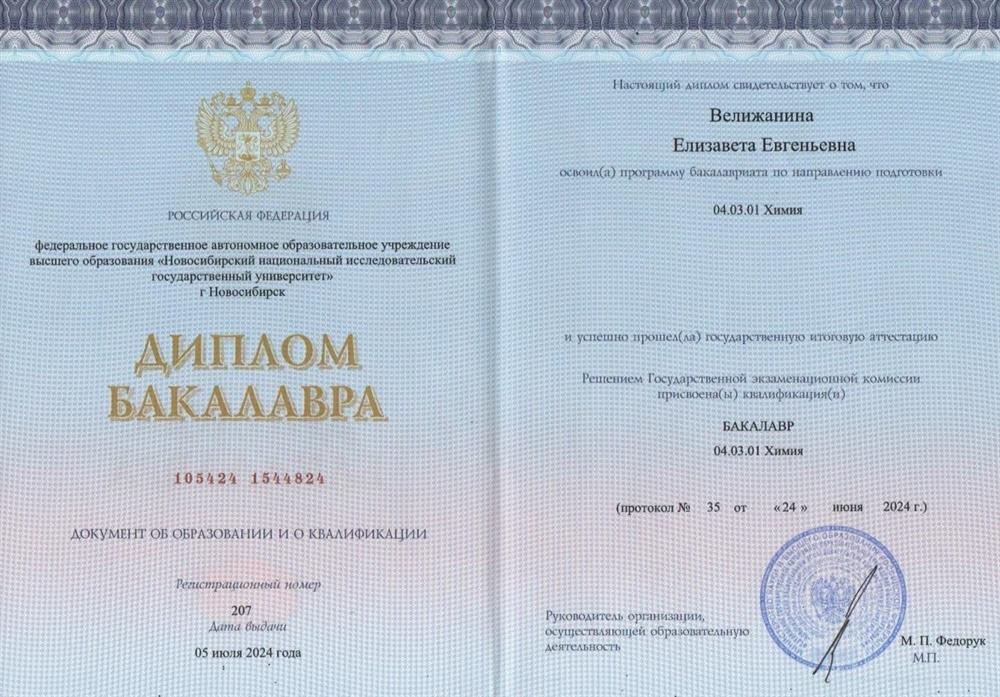 РОССИЙСКАЯ ФЕДЕРАЦИЯ
федеральное государственное автономное образовательное учреждение
высшего образования «Новосибирский национальный исследовательский
государственный университет»
г Новосибирск
ДИПЛОМ
БАКАЛАВРА
105424 1544824
ДОКУМЕНТ ОБ ОБРАЗОВАНИИ И О КВАЛИФИКАЦИИ
Регистрационный номер
207
Дата выдачи
05 июля 2024 года
Настоящий диплом свидетельствует о том, что
Велижанина
Елизавета Евгеньевна
освоил(а) программу бакалавриата по направлению подготовки
04.03.01 Химия
и успешно прошел(ла) государственную итоговую аттестацию
Решением Государственной экзаменационной комиссии
присвоена(ы) квалификация(и)
БАКАЛАВР
04.03.01 Химия
(протокол № 35 от «24 » июня 2024 г.)
Руководитель организации,
осуществляющей образовательную
деятельность
М. П. Федорук
М.П.